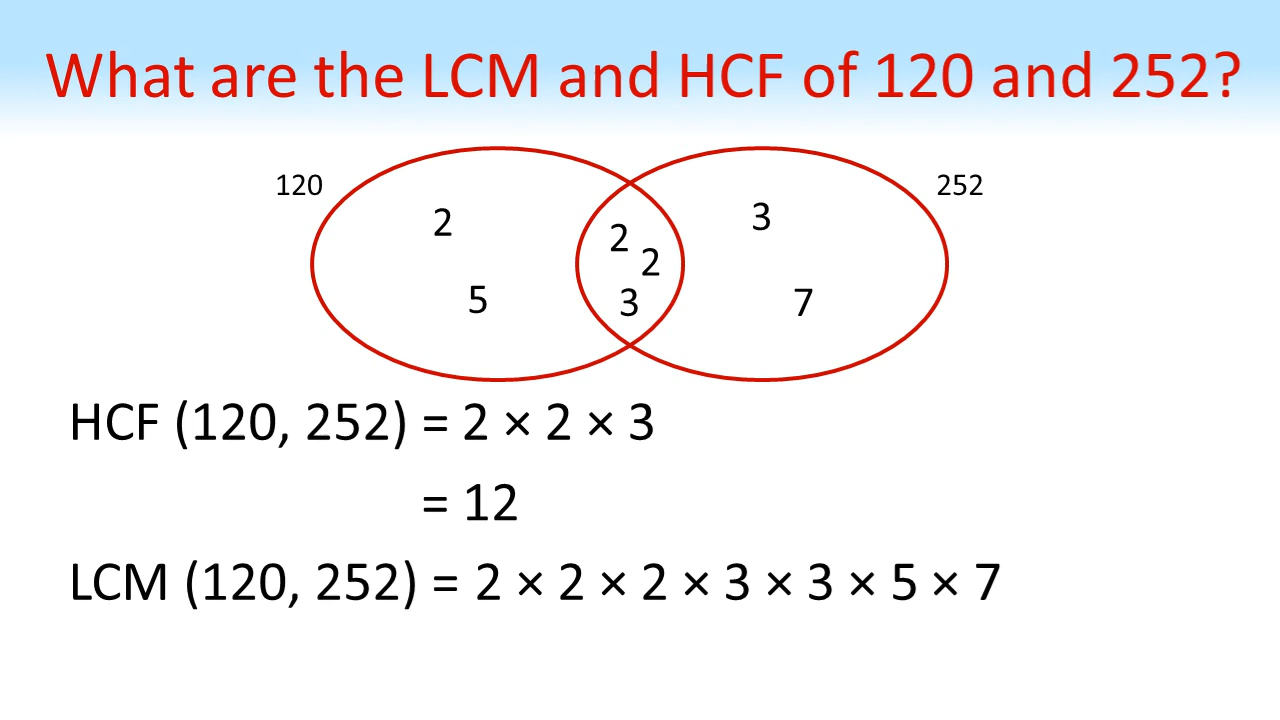 What are the LCM and HCF of 120 and 252?
120 252
2 2 3
2
5 3 7
HCF (120, 252) = 2 × 2 × 3
= 12
LCM (120, 252) = 2 × 2 × 2 × 3 × 3 × 5 × 7